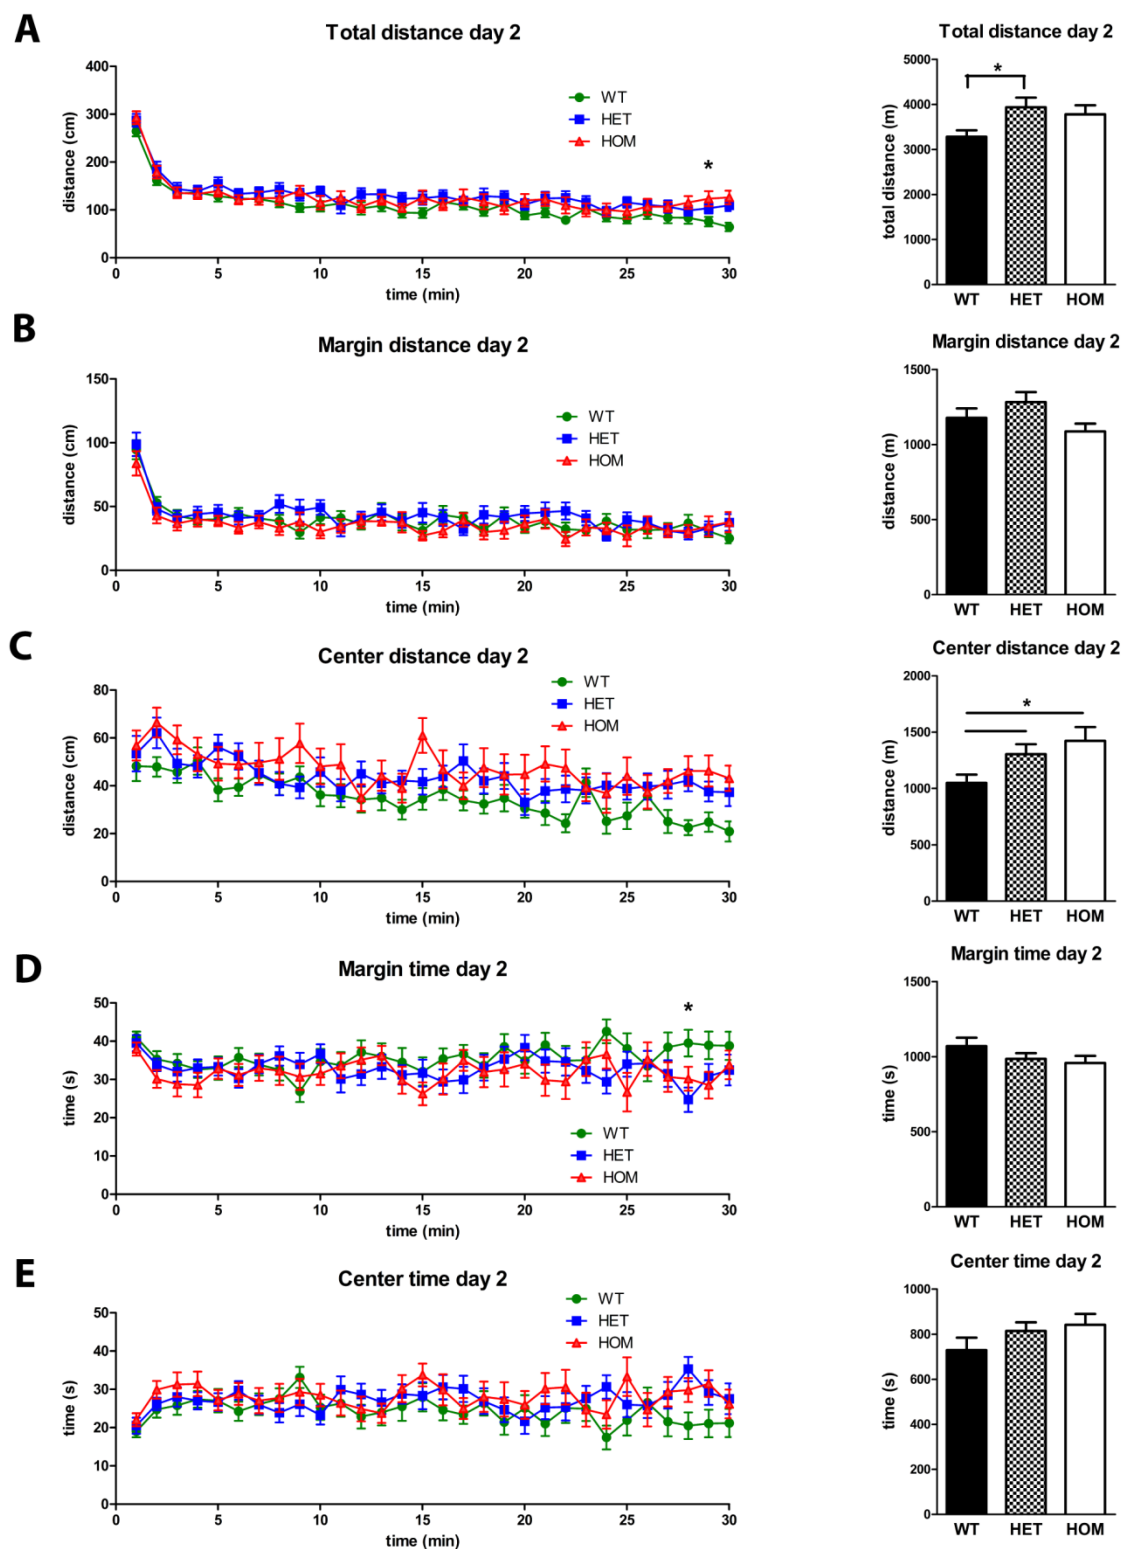 A
Total distance day 2
distance (cm)
400
300
200
100
0
0
5
10
15
20
25
30
time (min)
WT
HET
HOM
*
Total distance day 2
total distance (m)
5000
4000
3000
2000
1000
0
*
WT
HET
HOM
B
Margin distance day 2
distance (cm)
150
100
50
0
0
5
10
15
20
25
30
time (min)
WT
HET
HOM
Margin distance day 2
distance (m)
1500
1000
500
0
WT
HET
HOM
C
Center distance day 2
distance (cm)
80
60
40
20
0
0
5
10
15
20
25
30
time (min)
WT
HET
HOM
Center distance day 2
distance (m)
2000
1500
1000
500
0
*
WT
HET
HOM
D
Margin time day 2
time (s)
50
40
30
20
10
0
0
5
10
15
20
25
30
time (min)
*
WT
HET
HOM
Margin time day 2
time (s)
1500
1000
500
0
WT
HET
HOM
E
Center time day 2
time (s)
50
40
30
20
10
0
0
5
10
15
20
25
30
time (min)
WT
HET
HOM
Center time day 2
time (s)
1000
800
600
400
200
0
WT
HET
HOM